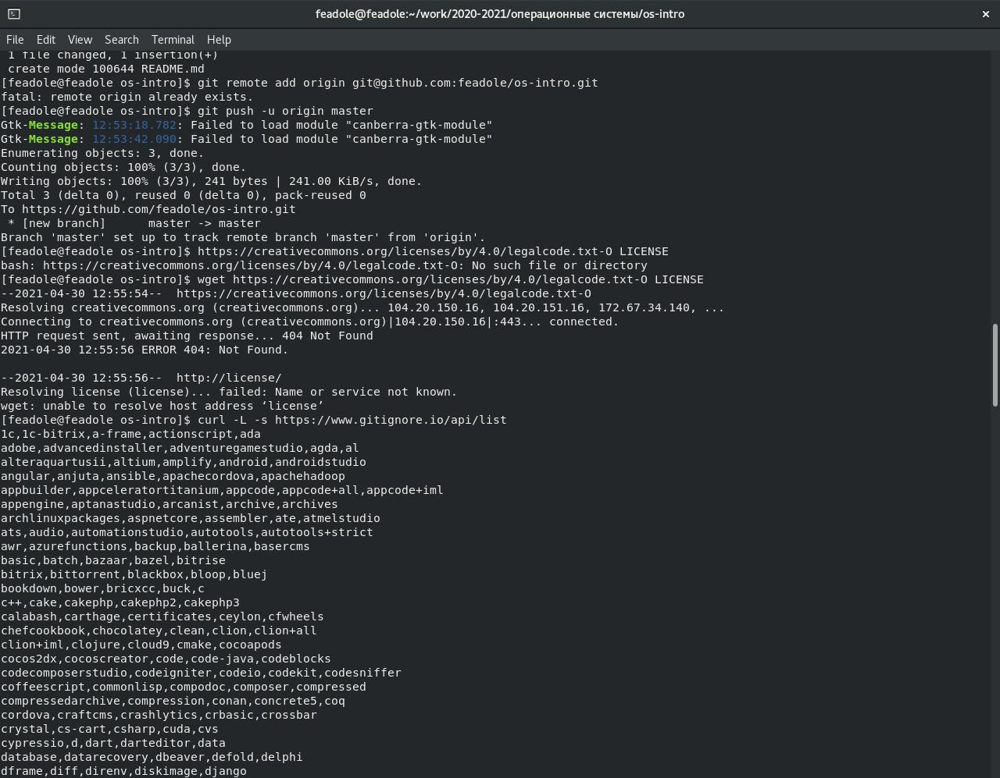 feadole@feadole:~/work/2020-2021/операционные системы/os-intro
File Edit View Search Terminal Help
1 file changed, 1 insertion(+)
create mode 100644 README.md
[feadole@feadole os-intro]$ git remote add origin git@github.com:feadole/os-intro.git
fatal: remote origin already exists.
[feadole@feadole os-intro]$ git push -u origin master
Gtk-Message: 12:53:18.782: Failed to load module "canberra-gtk-module"
Gtk-Message: 12:53:42.090: Failed to load module "canberra-gtk-module"
Enumerating objects: 3, done.
Counting objects: 100% (3/3), done.
Writing objects: 100% (3/3), 241 bytes | 241.00 KiB/s, done.
Total 3 (delta 0), reused 0 (delta 0), pack-reused 0
To https://github.com/feadole/os-intro.git
* [new branch]      master -> master
Branch 'master' set up to track remote branch 'master' from 'origin'.
[feadole@feadole os-intro]$ https://creativecommons.org/licenses/by/4.0/legalcode.txt-O LICENSE
bash: https://creativecommons.org/licenses/by/4.0/legalcode.txt-O: No such file or directory
[feadole@feadole os-intro]$ wget https://creativecommons.org/licenses/by/4.0/legalcode.txt-O LICENSE
--2021-04-30 12:55:54--  https://creativecommons.org/licenses/by/4.0/legalcode.txt-O
Resolving creativecommons.org (creativecommons.org)... 104.20.150.16, 104.20.151.16, 172.67.34.140, ...
Connecting to creativecommons.org (creativecommons.org)|104.20.150.16|:443... connected.
HTTP request sent, awaiting response... 404 Not Found
2021-04-30 12:55:56 ERROR 404: Not Found.
--2021-04-30 12:55:56--  http://license/
Resolving license (license)... failed: Name or service not known.
wget: unable to resolve host address ‘license’
[feadole@feadole os-intro]$ curl -L -s https://www.gitignore.io/api/list
1c,1c-bitrix,a-frame,actionscript,ada
adobe,advancedinstaller,adventuregamestudio,agda,al
alteraquartusii,altium,amplify,android,androidstudio
angular,anjuta,ansible,apachecordova,apachehadoop
appbuilder,appceleratortitanium,appcode,appcode+all,appcode+iml
appengine,aptanastudio,arcanist,archive,archives
archlinuxpackages,aspnetcore,assembler,ate,atmelstudio
ats,audio,automationstudio,autotools,autotools+strict
awr,azurefunctions,backup,ballerina,basercms
basic,batch,bazaar,bazel,bitrise
bitrix,bittorrent,blackbox,bloop,bluej
bookdown,bower,bricxcc,buck,c
c++,cake,cakephp,cakephp2,cakephp3
calabash,carthage,certificates,ceylon,cfwheels
chefcookbook,chocolatey,clean,clion,clion+all
clion+iml,clojure,cloud9,cmake,cocoapods
cocos2dx,cocoscreator,code,code-java,codeblocks
codecomposerstudio,codeigniter,codeio,codekit,codesniffer
coffeescript,commonlisp,compodoc,composer,compressed
compressedarchive,compression,conan,concrete5,coq
cordova,craftcms,crashlytics,crbasic,crossbar
crystal,cs-cart,csharp,cuda,cvs
cypressio,d,dart,darteditor,data
database,datarecovery,dbeaver,defold,delphi
dframe,diff,direnv,diskimage,django